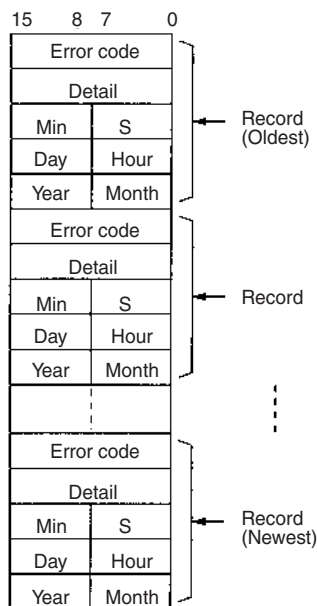 15 8 7 0
Error code
Detail
Min S
Day Hour
Year Month
Record
(Oldest)
Error code
Detail
Min S
Day Hour
Year Month
Record
Error code
Detail
Min S
Day Hour
Year Month
Record
(Newest)